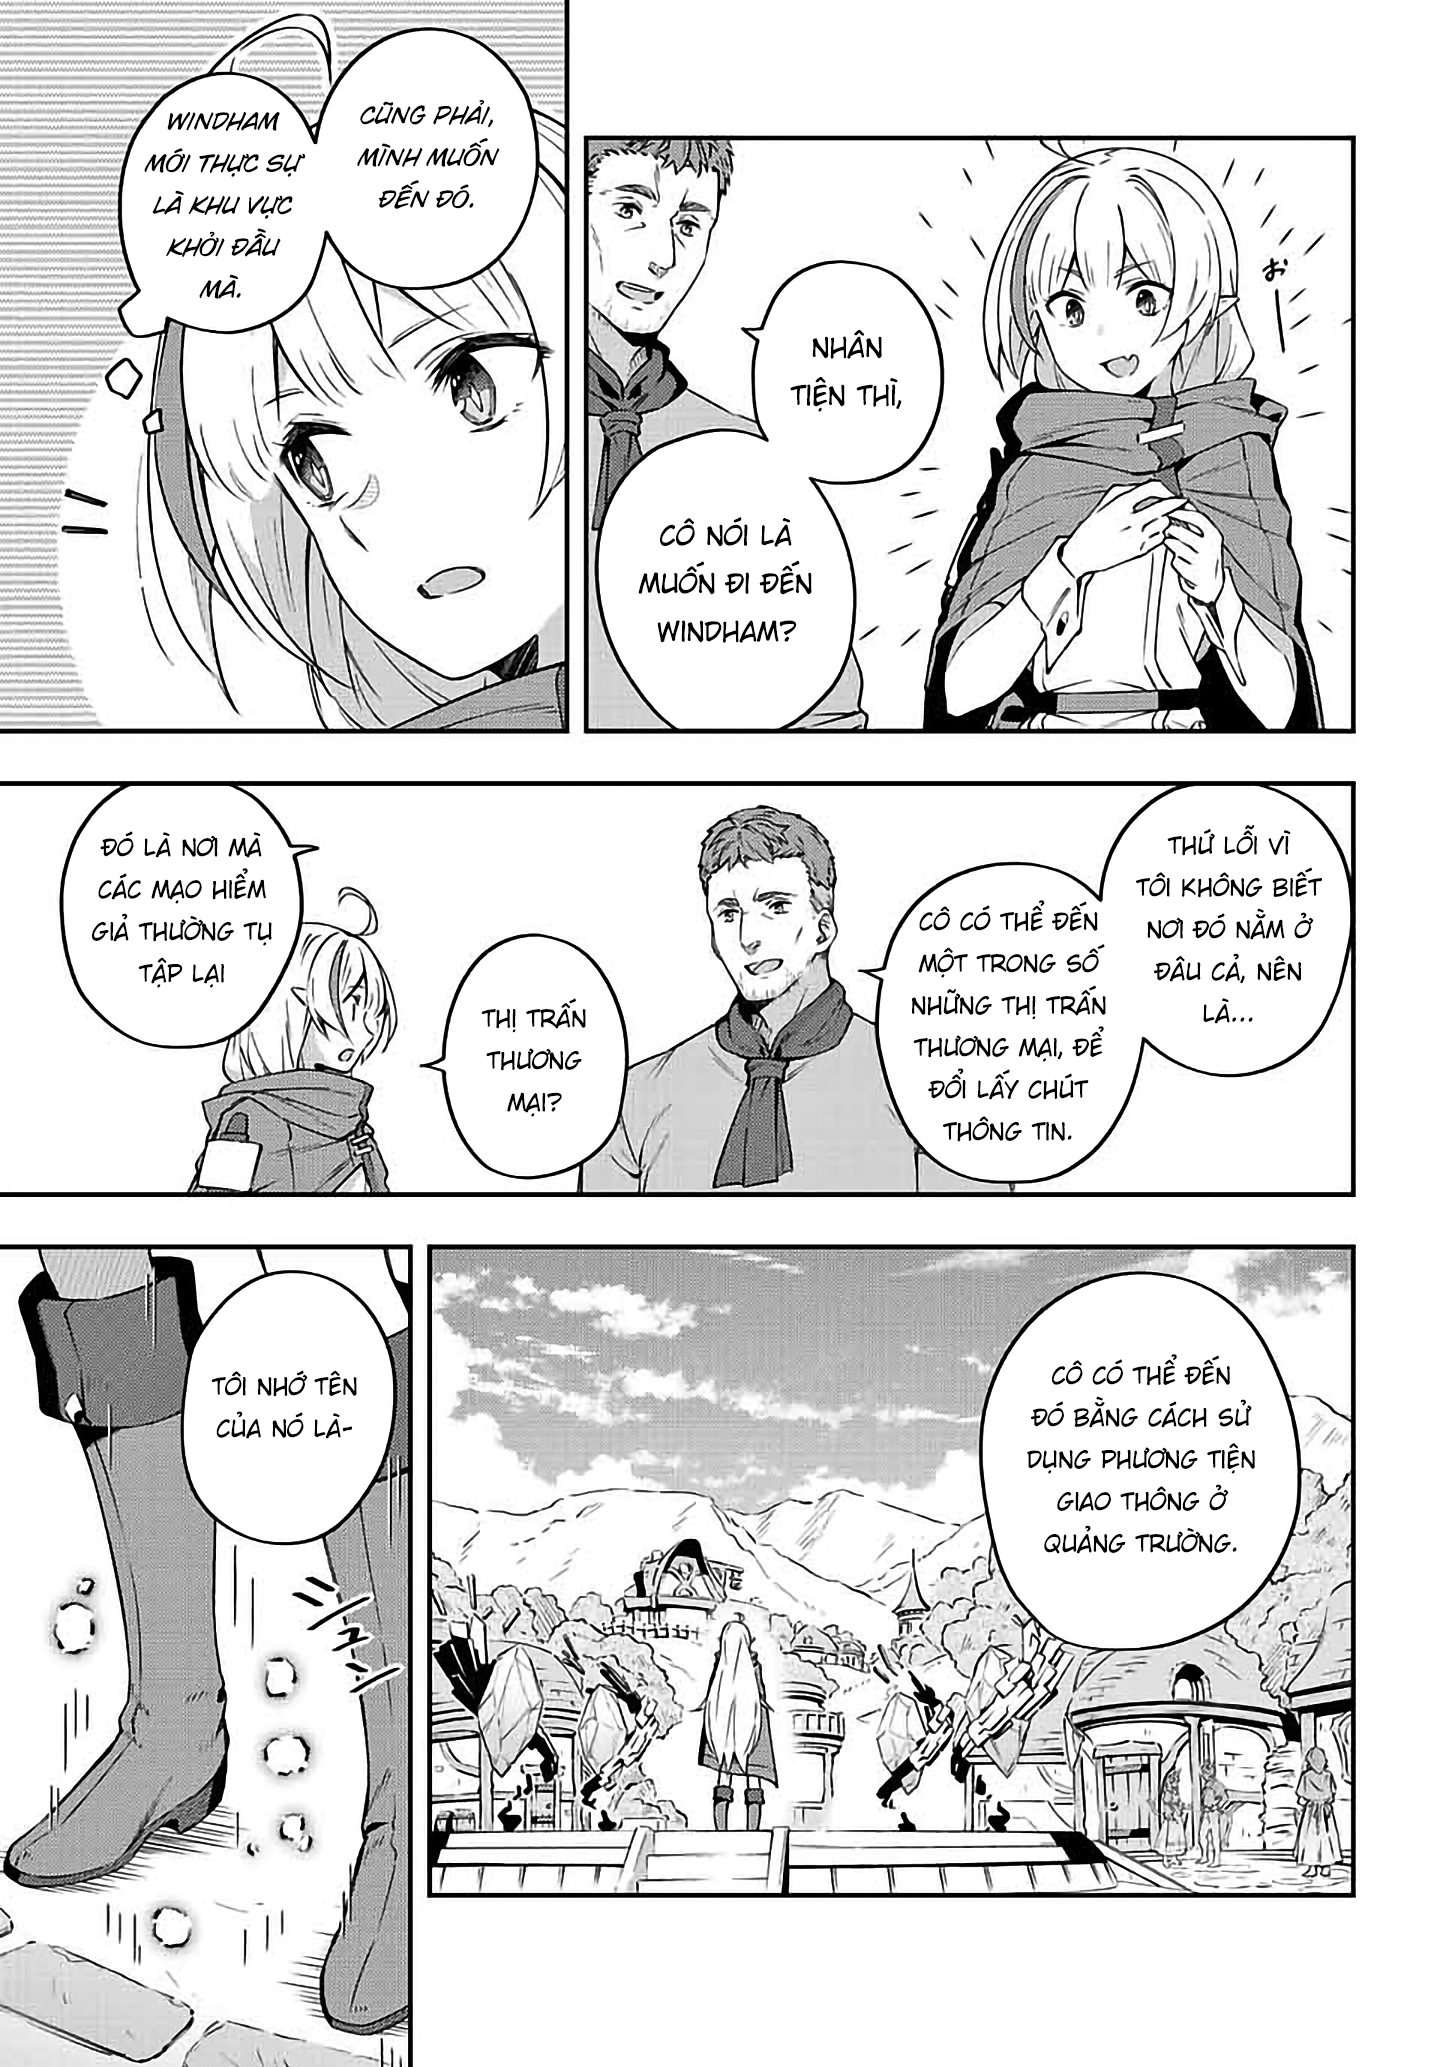 お
NHÂN
TIỆN THÌ,
CÔ NÓI LÀ
MUỐN ĐI ĐẾN
WINDHAM?
CŨNG PHẢI,
MÌNH MUỐN
ĐẾN ĐÓ.
WINDHAM
MỚI THỰC SỰ
LÀ KHU VỰC
KHỞI ĐẦU
MÀ.
THỨ LỖI VÌ
TÔI KHÔNG BIẾT
NƠI ĐÓ NẰM Ở
ĐÂU CẢ, NÊN
LÀ...
CÔ CÓ THỂ ĐẾN
MỘT TRONG SỐ
NHỮNG THỊ TRẤN
THƯƠNG MẠI, ĐỂ
ĐỔI LẤY CHÚT
THÔNG TIN.
THỊ TRẤN
THƯƠNG
MẠI?
ĐÓ LÀ NƠI MÀ
CÁC MẠO HIỂM
GIẢ THƯỜNG TỤ
TẬP LẠI
CÔ CÓ THỂ ĐẾN
ĐÓ BẰNG CÁCH SỬ
DỤNG PHƯƠNG TIỆN
GIAO THÔNG Ở
QUẢNG TRƯỜNG.
TÔI NHỚ TÊN
CỦA NÓ LÀ-